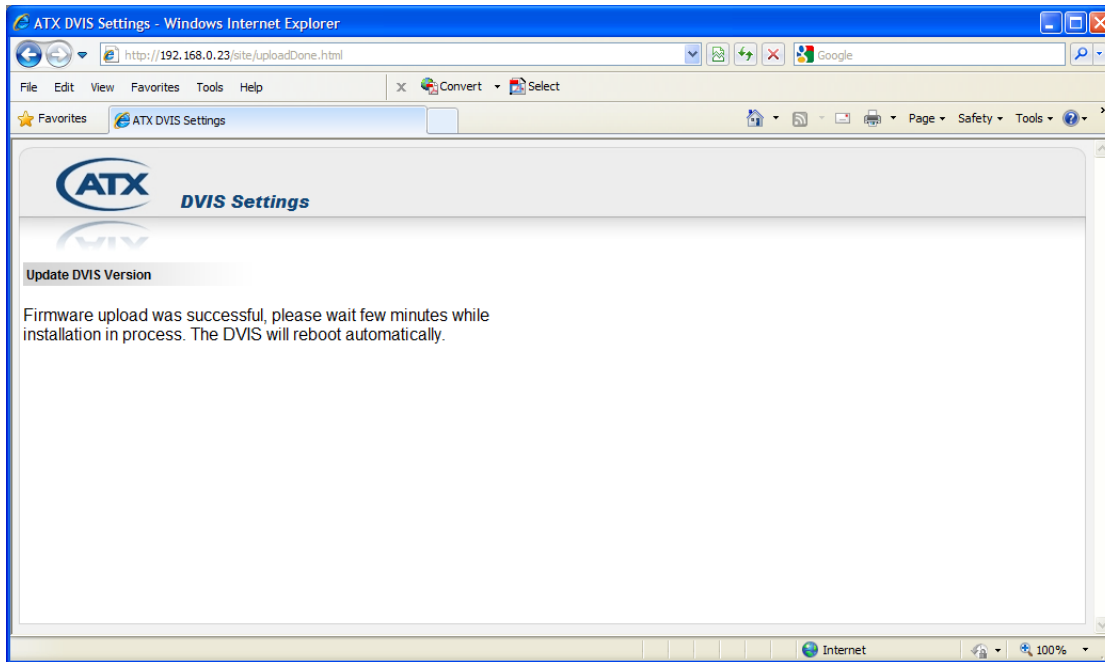 ATX DVIS Settings - Windows Internet Explorer
http://192.168.0.23/site/uploadDone.html
Google
File Edit View Favorites Tools Help
x Convert Select
Favorites ATX DVIS Settings
Page Safety Tools
ATX
DVIS Settings
Update DVIS Version
Firmware upload was successful, please wait few minutes while
installation in process. The DVIS will reboot automatically.
Internet
100%